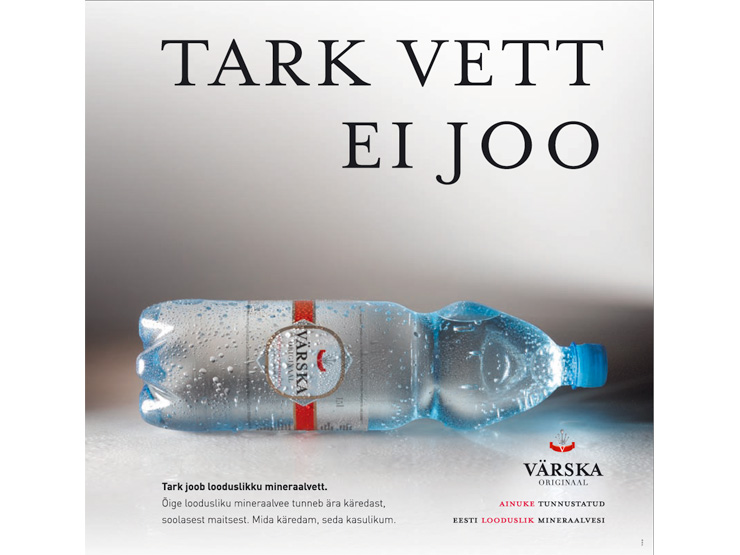 TARK VETT
EI JOO
VÄRSKA
ORIGINAAL
Tark joob looduslikku mineraalvett.
Õige loodusliku mineraalvee tunneb ära käredast,
soolasest maitsest. Mida käredam, seda kasulikum.
VÄRSKA
ORIGINAAL
AINUKE TUNNUSTATUD
EESTI LOODUSLIK MINERAALVESI